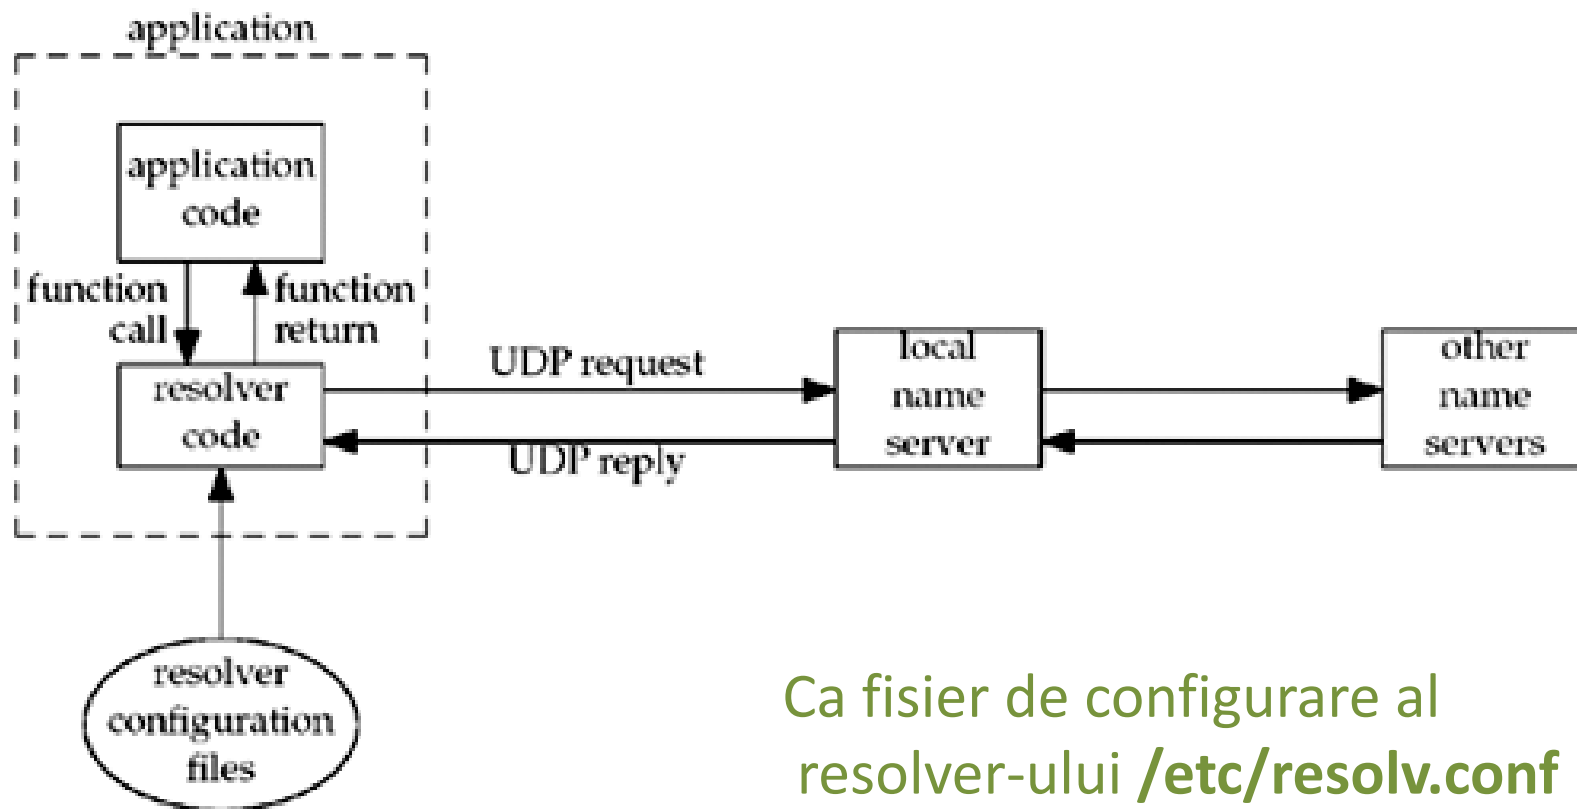 application
application
code
function
call
function
return
resolver
code
UDP request
UDP reply
local
name
server
other
name
servers
resolver
configuration
files
Ca fisier de configurare al
resolver-ului /etc/resolv.conf